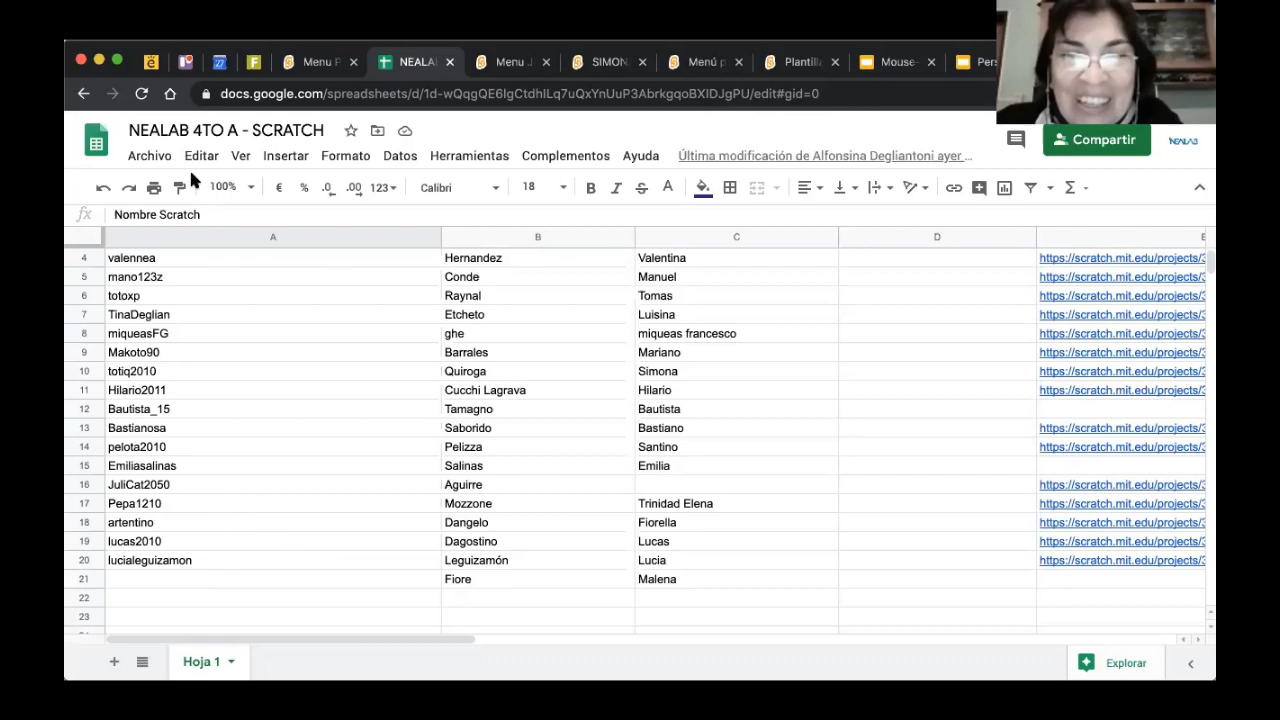 Menu P
NEALA
Menu J
SIMON
Menú p
Plantill
Mouse-
Pers
docs.google.com/spreadsheets/d/1d-wQqgQE6IgCtdhILq7uQxYnUuP3AbrkgqoBXIDJgPU/edit#gid=0
NEALAB 4TO A - SCRATCH
Compartir
NEALAB
Archivo Editar Ver Insertar Formato Datos Herramientas Complementos Ayuda Última modificación de Alfonsina Degliantoni ayer ...
100% € % .0 .00 123 Calibri 18 B I S A
fx Nombre Scratch
A B C D E
4 valennea Hernandez Valentina https://scratch.mit.edu/projects/3
5 mano123z Conde Manuel https://scratch.mit.edu/projects/3
6 totoxp Raynal Tomas https://scratch.mit.edu/projects/3
7 TinaDeglian Etcheto Luisina https://scratch.mit.edu/projects/3
8 miqueasFG ghe miqueas francesco https://scratch.mit.edu/projects/3
9 Makoto90 Barrales Mariano https://scratch.mit.edu/projects/3
10 totiq2010 Quiroga Simona https://scratch.mit.edu/projects/3
11 Hilario2011 Cucchi Lagrava Hilario https://scratch.mit.edu/projects/3
12 Bautista_15 Tamagno Bautista
13 Bastianosa Saborido Bastiano https://scratch.mit.edu/projects/3
14 pelota2010 Pelizza Santino https://scratch.mit.edu/projects/3
15 Emiliasalinas Salinas Emilia
16 JuliCat2050 Aguirre https://scratch.mit.edu/projects/3
17 Pepa1210 Mozzone Trinidad Elena https://scratch.mit.edu/projects/3
18 artentino Dangelo Fiorella https://scratch.mit.edu/projects/3
19 lucas2010 Dagostino Lucas https://scratch.mit.edu/projects/3
20 lucialeguizamon Leguizamón Lucia https://scratch.mit.edu/projects/3
21 Fiore Malena
22
23
Hoja 1
Explorar